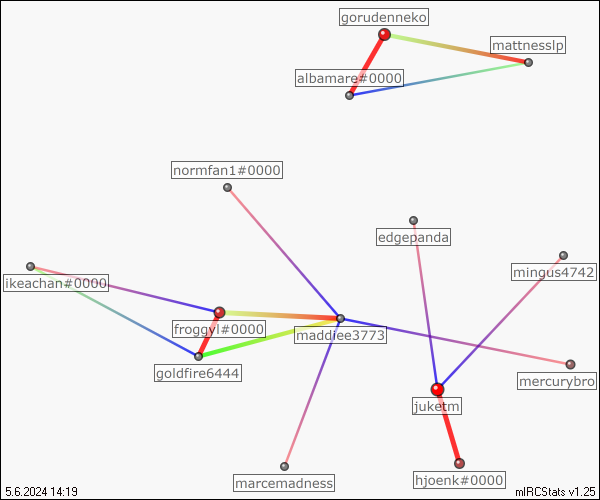 gorudenneko
mattnesslp
albamare#0000
normfan1#0000
edgepanda
mingus4742
ikeachan#0000
froggyl#0000
maddiee3773
goldfire6444
mercurybro
juketm
marcemadness
hjoenk#0000
5.6.2024 14:19
mIRCStats v1.25